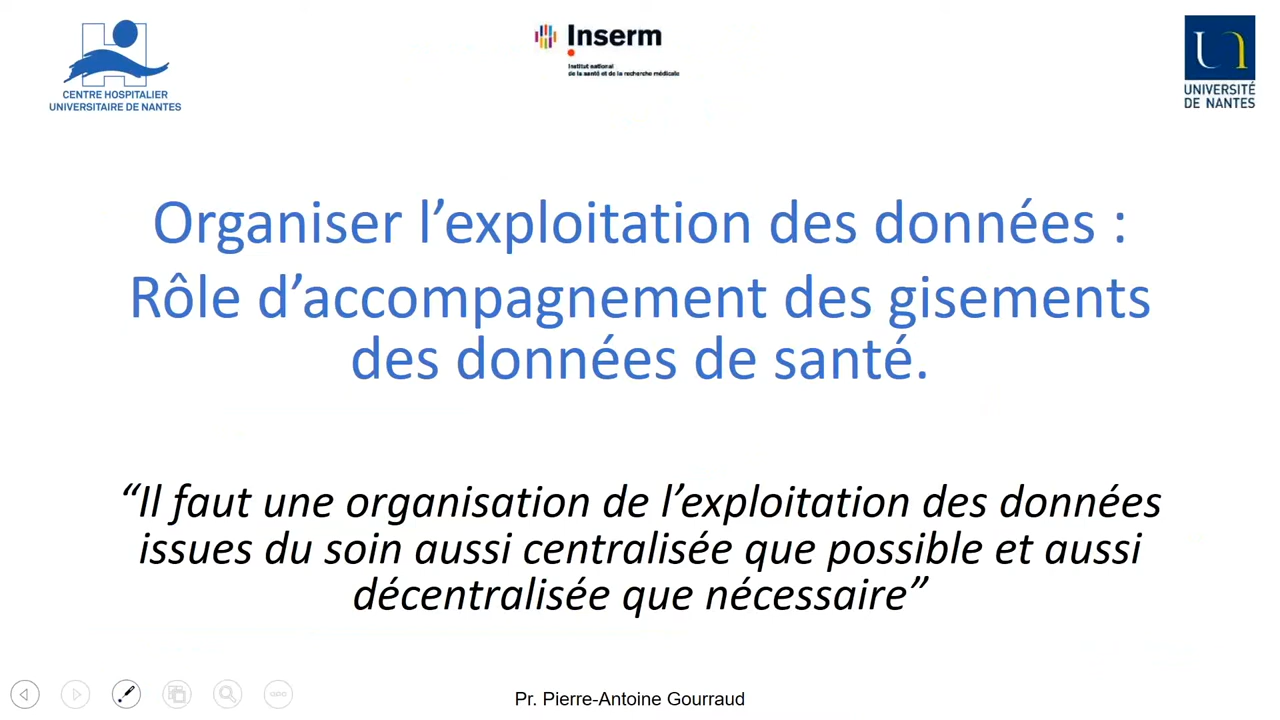 CENTRE HOSPITALIER
UNIVERSITAIRE DE NANTES
Inserm
Institut national
de la santé et de la recherche médicale
UNIVERSITÉ
DE NANTES
Organiser l’exploitation des données :
Rôle d’accompagnement des gisements
des données de santé.
“Il faut une organisation de l’exploitation des données
issues du soin aussi centralisée que possible et aussi
décentralisée que nécessaire”
Pr. Pierre-Antoine Gourraud